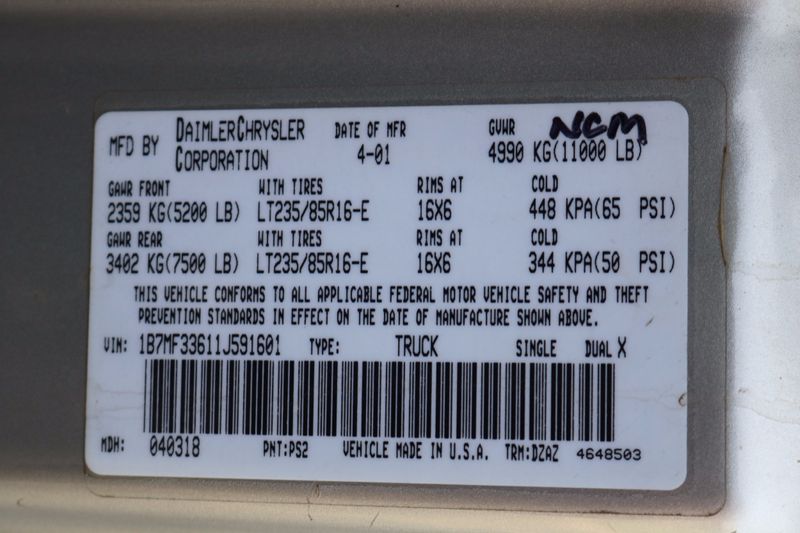 MFD BY DAIMLERCHRYSLER CORPORATION DATE OF MFR 4-01 GVWR NCM 4990 KG(11000 LB)
GAWR FRONT WITH TIRES RIMS AT COLD
2359 KG(5200 LB) LT235/85R16-E 16X6 448 KPA(65 PSI)
GAWR REAR WITH TIRES RIMS AT COLD
3402 KG(7500 LB) LT235/85R16-E 16X6 344 KPA(50 PSI)
THIS VEHICLE CONFORMS TO ALL APPLICABLE FEDERAL MOTOR VEHICLE SAFETY AND THEFT
PREVENTION STANDARDS IN EFFECT ON THE DATE OF MANUFACTURE SHOWN ABOVE.
VIN: 1B7MF33611J591601 TYPE: TRUCK SINGLE DUAL X
MDH: 040318 PNT:PS2 VEHICLE MADE IN U.S.A. TRM:DZAZ 4648503